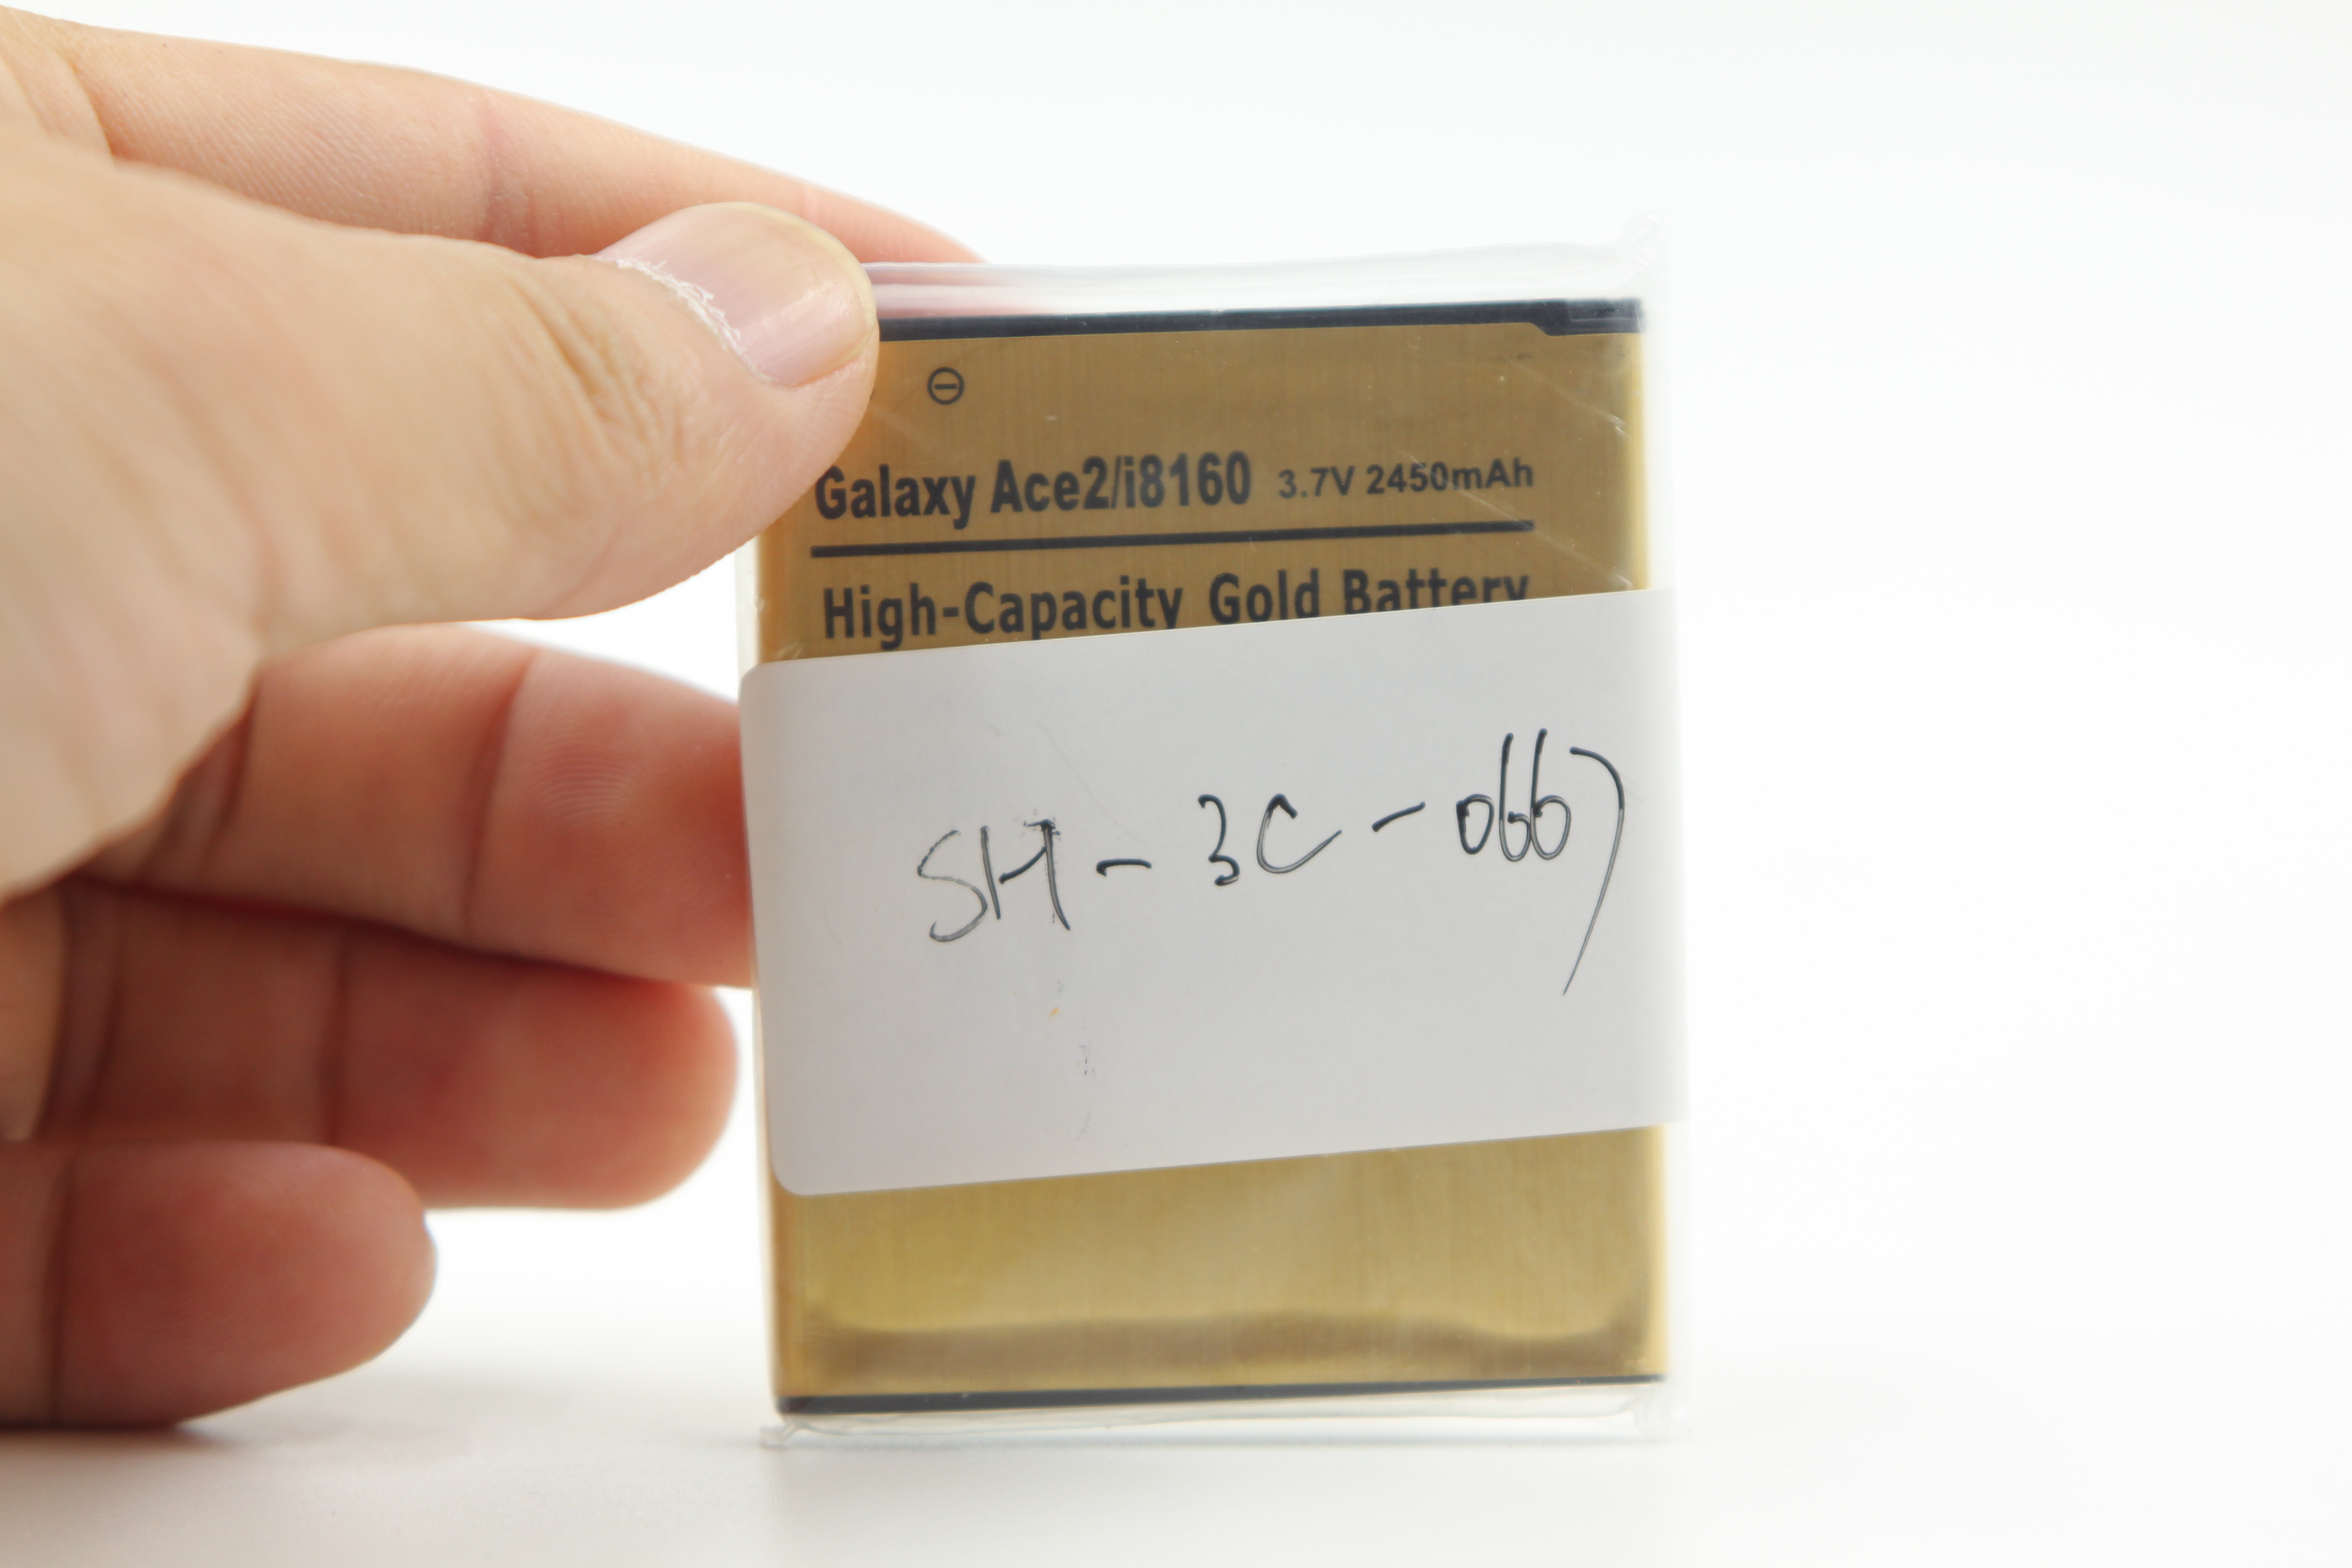 Galaxy Ace2/i8160 3.7V 2450mAh
High-Capacity Gold Battery
SH-3C-0667